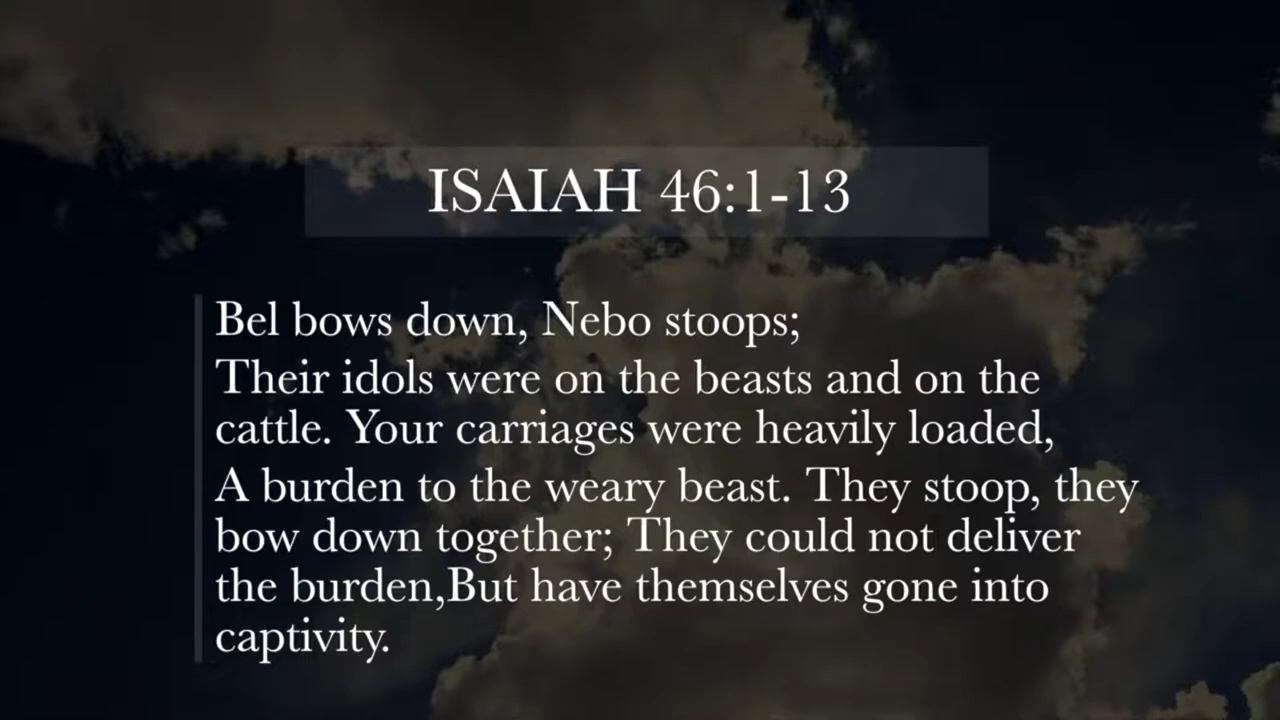 ISAIAH 46:1-13
Bel bows down, Nebo stoops;
Their idols were on the beasts and on the
cattle. Your carriages were heavily loaded,
A burden to the weary beast. They stoop, they
bow down together; They could not deliver
the burden,But have themselves gone into
captivity.